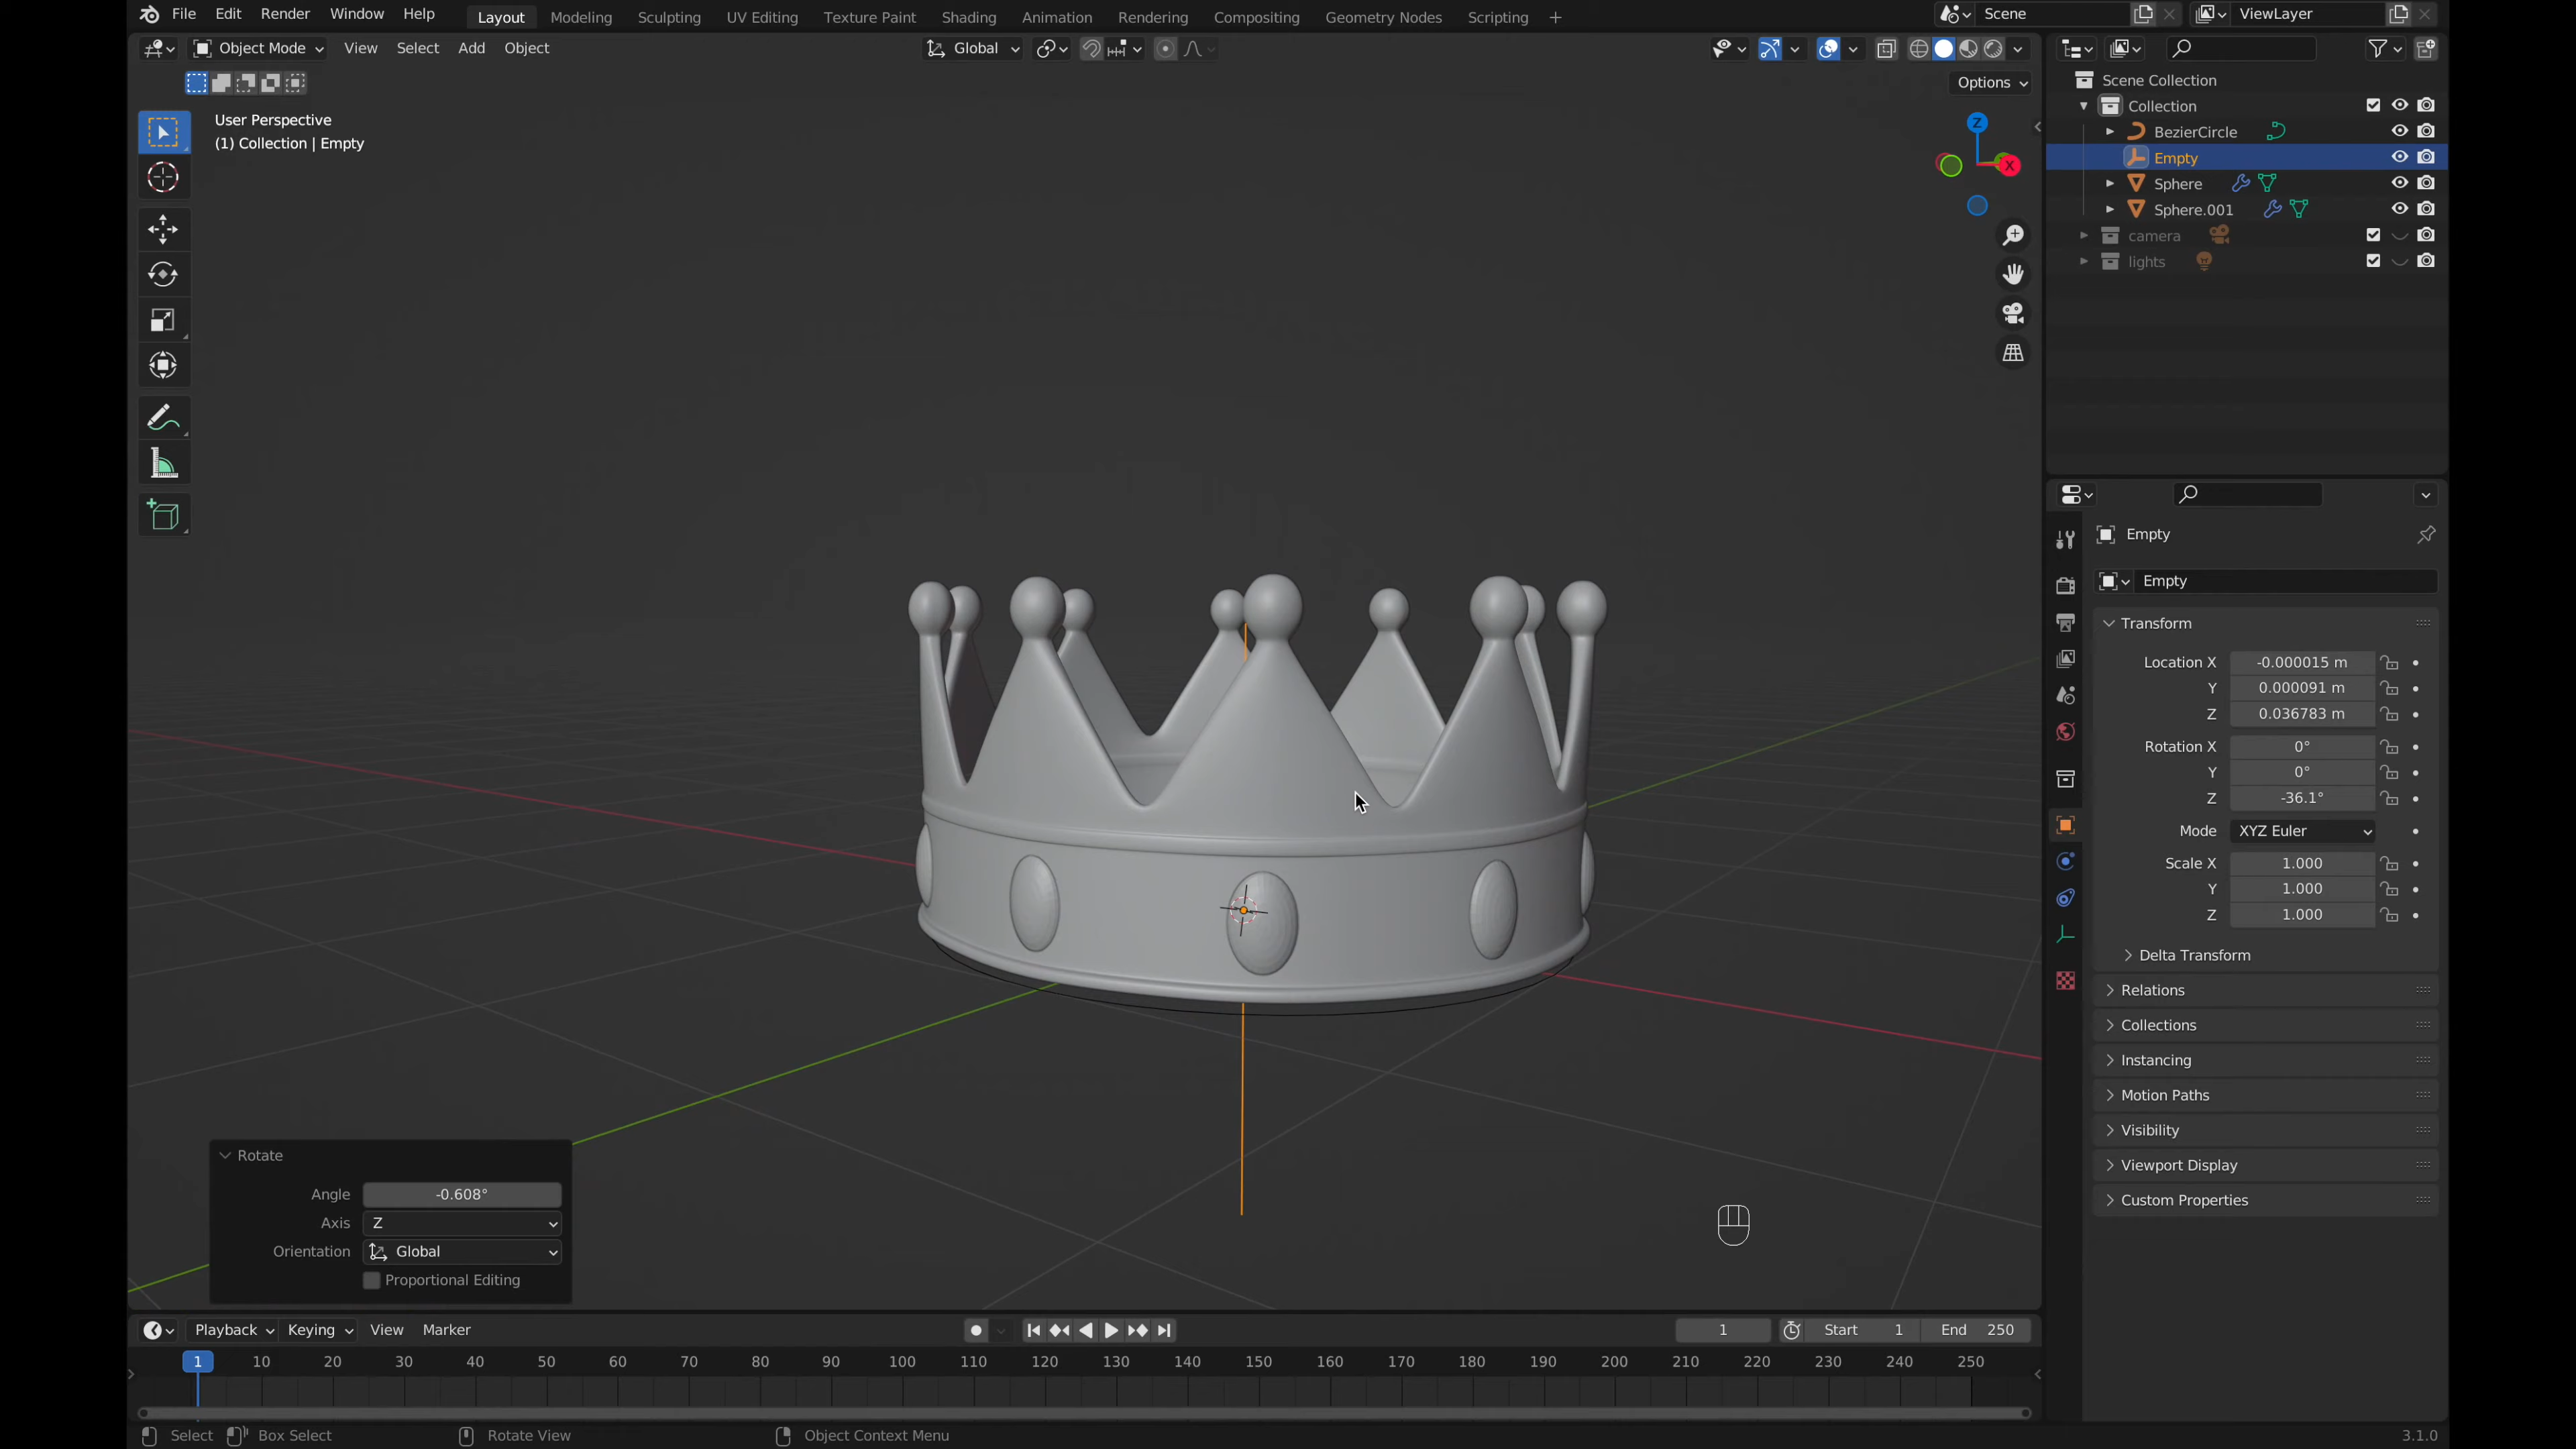 File Edit Render Window Help Layout Modeling Sculpting UV Editing Texture Paint Shading Animation Rendering Compositing Geometry Nodes Scripting + Scene ViewLayer
Object Mode View Select Add Object Global
Options
User Perspective
(1) Collection | Empty
Z
X
Scene Collection
Collection
BezierCircle
Empty
Sphere
Sphere.001
camera
lights
Empty
Empty
Transform
Location X -0.000015 m
Y 0.000091 m
Z 0.036783 m
Rotation X 0°
Y 0°
Z -36.1°
Mode XYZ Euler
Scale X 1.000
Y 1.000
Z 1.000
Delta Transform
Relations
Collections
Instancing
Motion Paths
Visibility
Viewport Display
Custom Properties
Rotate
Angle -0.608°
Axis Z
Orientation Global
Proportional Editing
Playback Keying View Marker 1 Start 1 End 250
1 10 20 30 40 50 60 70 80 90 100 110 120 130 140 150 160 170 180 190 200 210 220 230 240 250
Select Box Select Rotate View Object Context Menu 3.1.0